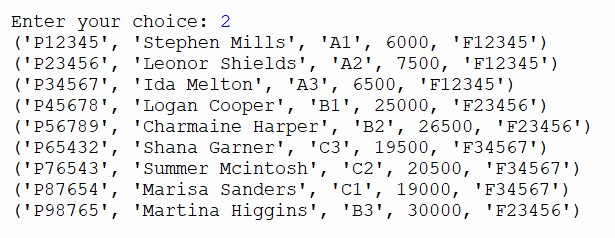 Enter your choice: 2
('P12345', 'Stephen Mills', 'A1', 6000, 'F12345')
('P23456', 'Leonor Shields', 'A2', 7500, 'F12345')
('P34567', 'Ida Melton', 'A3', 6500, 'F12345')
('P45678', 'Logan Cooper', 'B1', 25000, 'F23456')
('P56789', 'Charmaine Harper', 'B2', 26500, 'F23456')
('P65432', 'Shana Garner', 'C3', 19500, 'F34567')
('P76543', 'Summer Mcintosh', 'C2', 20500, 'F34567')
('P87654', 'Marisa Sanders', 'C1', 19000, 'F34567')
('P98765', 'Martina Higgins', 'B3', 30000, 'F23456')